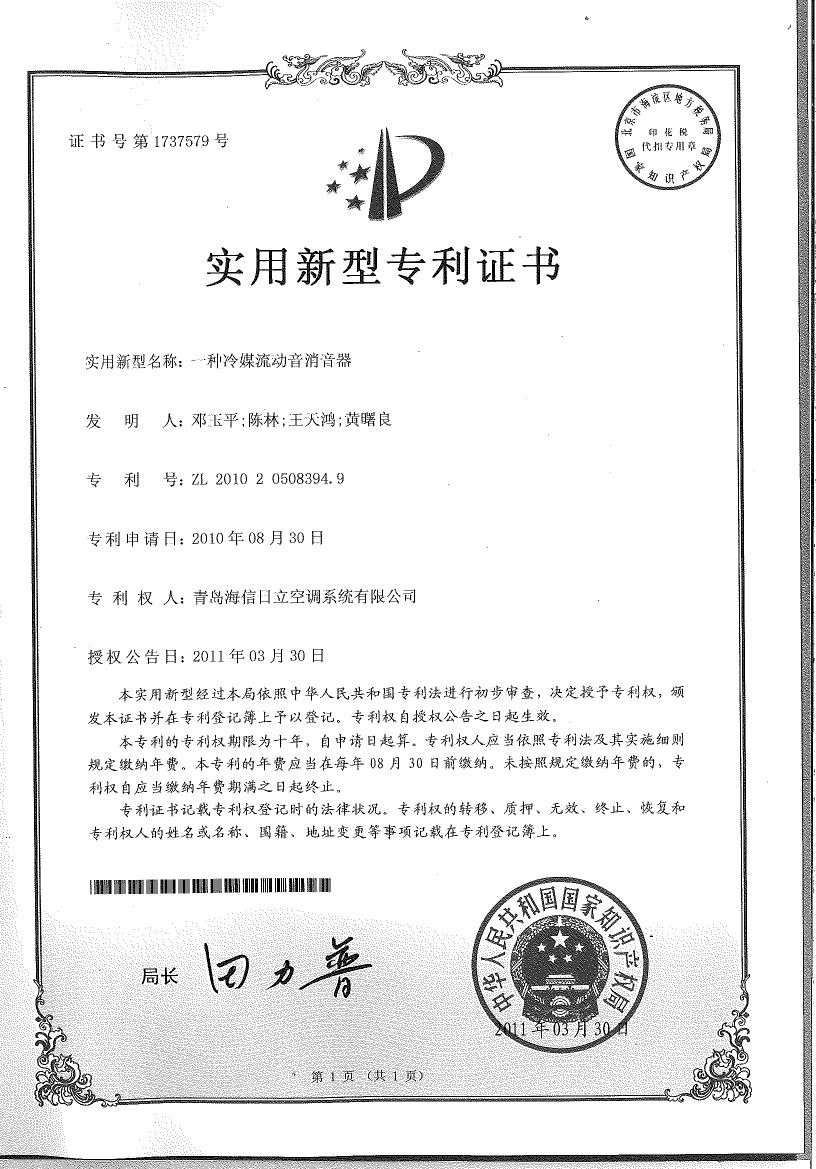 证书号第1737579号
北京市海淀区地方税务局
印花税
代扣专用章
国家知识产权局
实用新型专利证书
实用新型名称：一种冷媒流动音消音器
发明人：邓玉平;陈林;王天鸿;黄曙良
专利号：ZL 2010 2 0508394.9
专利申请日：2010年08月30日
专利权人：青岛海信日立空调系统有限公司
授权公告日：2011年03月30日
本实用新型经过本局依照中华人民共和国专利法进行初步审查，决定授予专利权，颁
发本证书并在专利登记簿上予以登记。专利权自授权公告之日起生效。
本专利的专利权期限为十年，自申请日起算。专利权人应当依照专利法及其实施细则
规定缴纳年费。本专利的年费应当在每年08月30日前缴纳。未按照规定缴纳年费的，专
利权自应当缴纳年费期满之日起终止。
专利证书记载专利权登记时的法律状况。专利权的转移、质押、无效、终止、恢复和
专利权人的姓名或名称、国籍、地址变更等事项记载在专利登记簿上。
局长 田力普
中华人民共和国国家知识产权局
2011年03月30日
第1页（共1页）